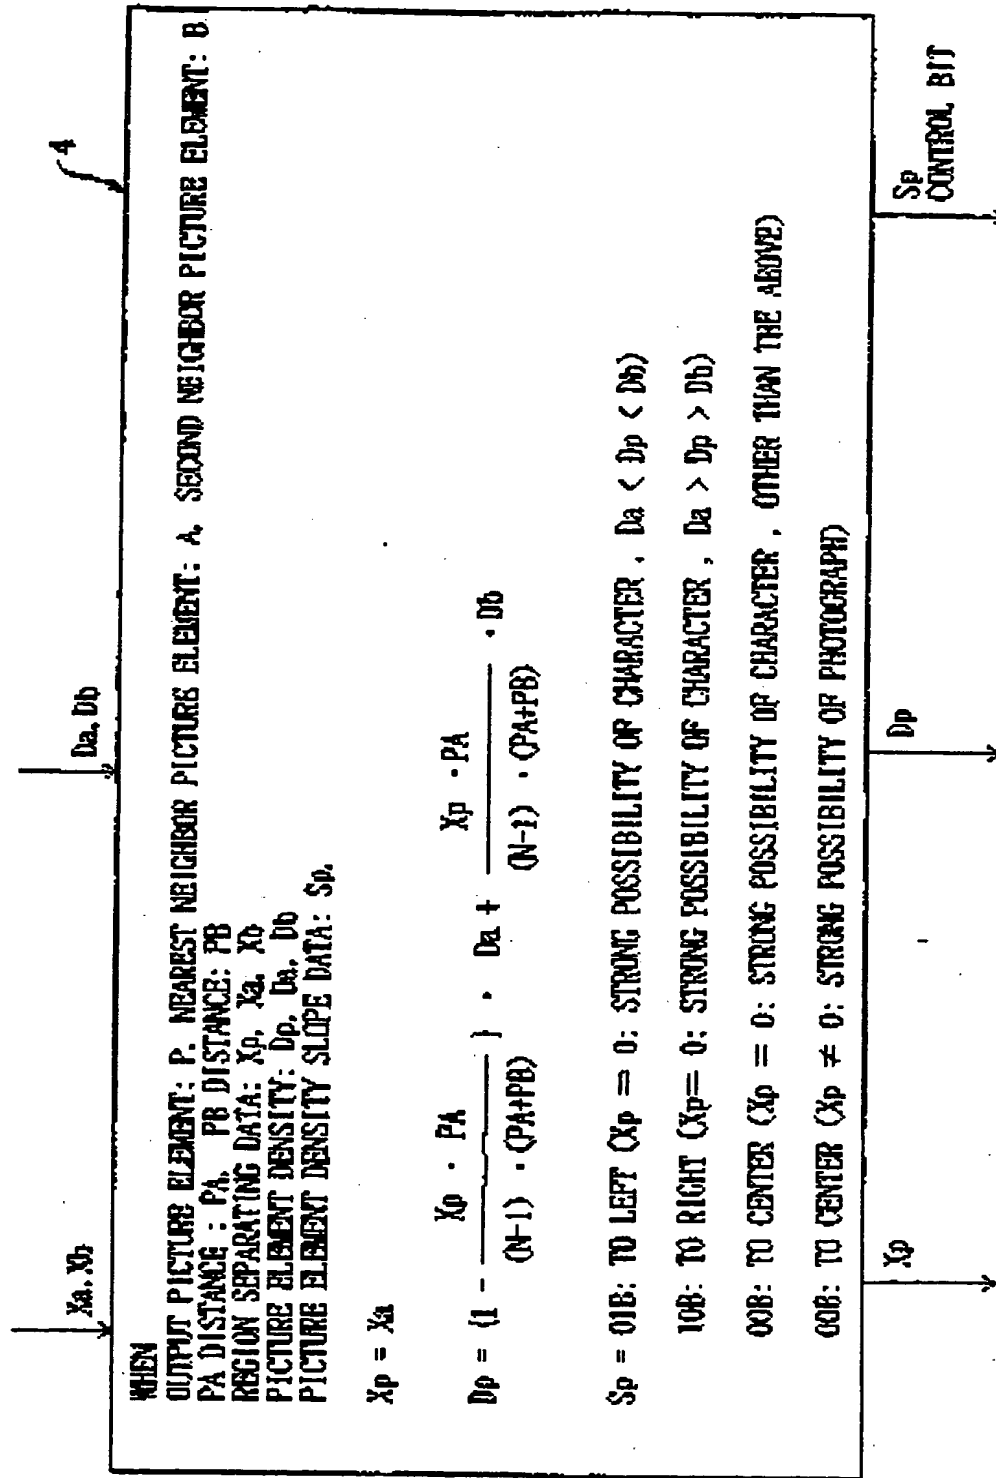 4
Xa, Xb
Da, Db
WHEN
OUTPUT PICTURE ELEMENT: P, NEAREST NEIGHBOR PICTURE ELEMENT: A, SECOND NEIGHBOR PICTURE ELEMENT: B
PA DISTANCE : PA, PB DISTANCE: PB
REGION SEPARATING DATA: Xp, Xa, Xb
PICTURE ELEMENT DENSITY: Dp, Da, Db
PICTURE ELEMENT DENSITY SLOPE DATA: Sp,
Xp = Xa
Xp · PA Xp · PA
Dp = {1 - } · Da + · Db
(N-1) · (PA+PB) (N-1) · (PA+PB)
Sp = 01B: TO LEFT (Xp = 0: STRONG POSSIBILITY OF CHARACTER , Da < Dp < Db)
10B: TO RIGHT (Xp= 0: STRONG POSSIBILITY OF CHARACTER , Da > Dp > Db)
00B: TO CENTER (Xp = 0: STRONG POSSIBILITY OF CHARACTER , OTHER THAN THE ABOVE)
00B: TO CENTER (Xp ≠ 0: STRONG POSSIBILITY OF PHOTOGRAPH)
Xp
Dp
Sp
CONTROL BIT